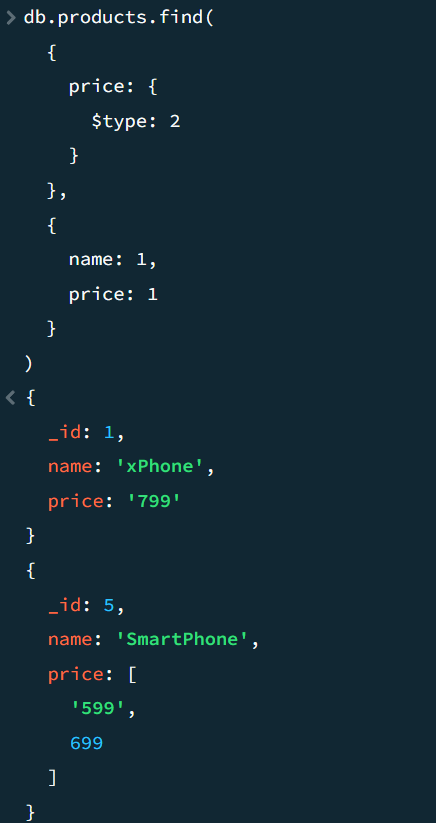 > db.products.find(
{
price: {
$type: 2
}
},
{
name: 1,
price: 1
}
)
< {
_id: 1,
name: 'xPhone',
price: '799'
}
{
_id: 5,
name: 'SmartPhone',
price: [
'599',
699
]
}